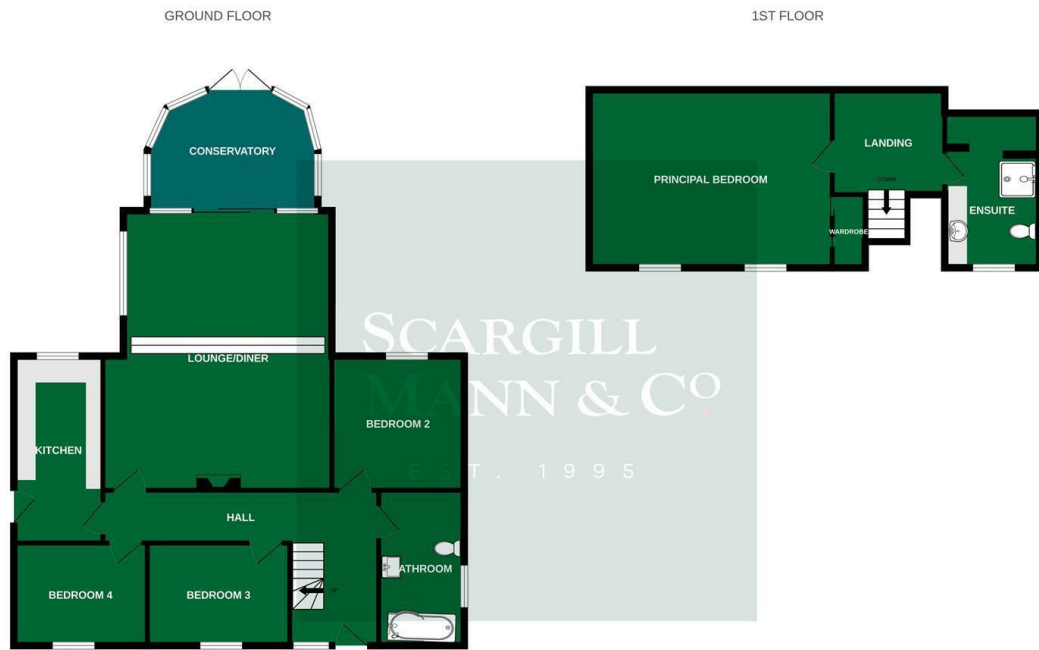 GROUND FLOOR
1ST FLOOR
CONSERVATORY
LANDING
PRINCIPAL BEDROOM
DOWN
ENSUITE
WARDROBE
SCARGILL
MANN & CO.
EST. 1995
LOUNGE/DINER
BEDROOM 2
KITCHEN
HALL
BEDROOM 4
BEDROOM 3
UP
ATHROOM